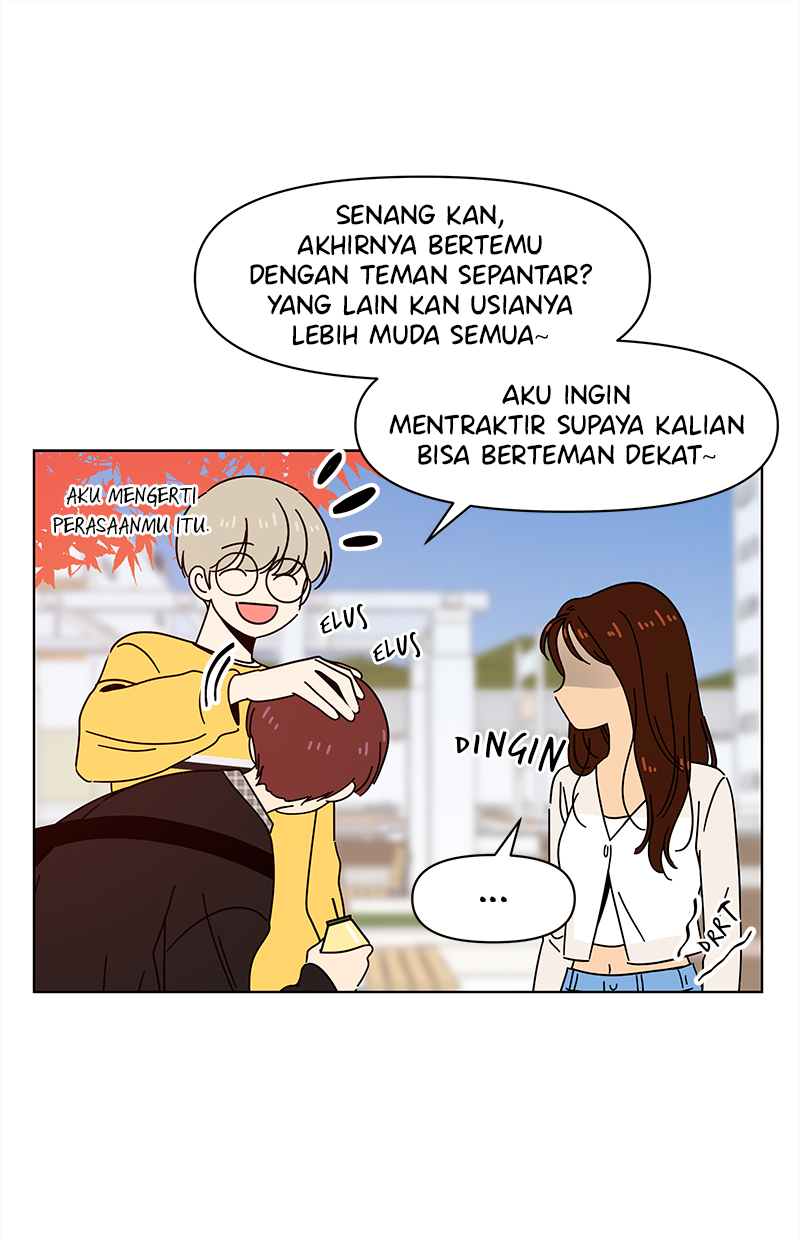 SENANG KAN,
AKHIRNYA BERTEMU
DENGAN TEMAN SEPANTAR?
YANG LAIN KAN USIANYA
LEBIH MUDA SEMUA~
AKU INGIN
MENTRAKTIR SUPAYA KALIAN
BISA BERTEMAN DEKAT~
AKU MENGERTI
PERASAANMU ITU.
ELUS
ELUS
DINGIN
...
DRRT